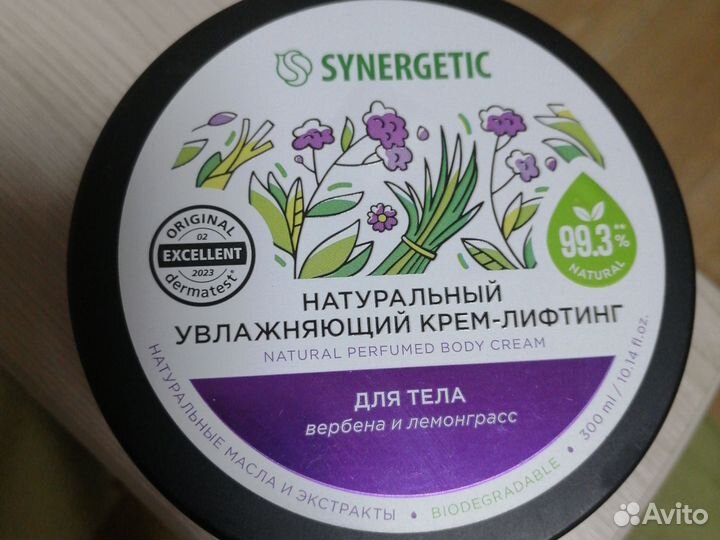 SYNERGETIC
ORIGINAL
02
EXCELLENT
2023
dermatest®
99.3**%
NATURAL
НАТУРАЛЬНЫЙ
УВЛАЖНЯЮЩИЙ КРЕМ-ЛИФТИНГ
NATURAL PERFUMED BODY CREAM
ДЛЯ ТЕЛА
вербена и лемонграсс
НАТУРАЛЬНЫЕ МАСЛА И ЭКСТРАКТЫ • BIODEGRADABLE • 300 ml / 10.14 fl.oz.
Avito